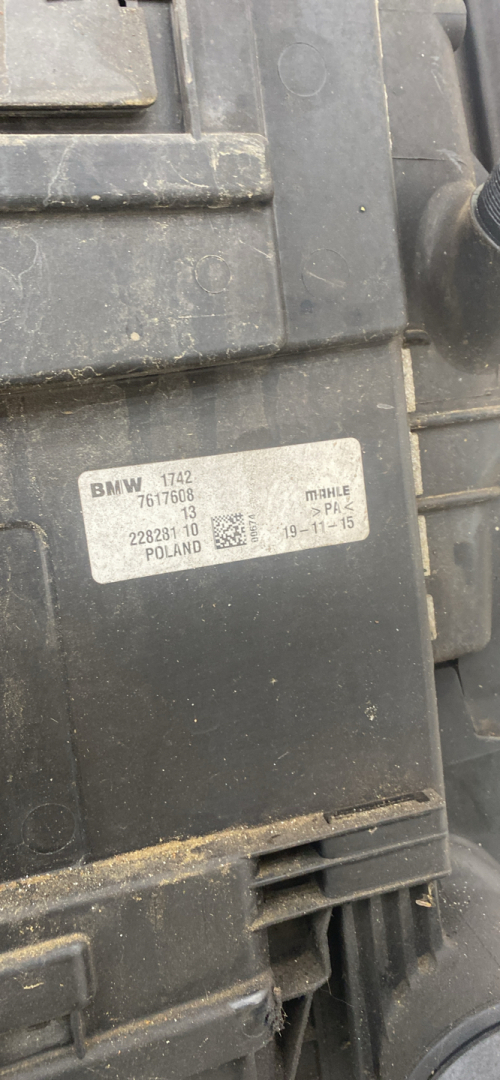 BMW 1742
7617608
13
228281 10
POLAND
MAHLE
>PA<
19-11-15